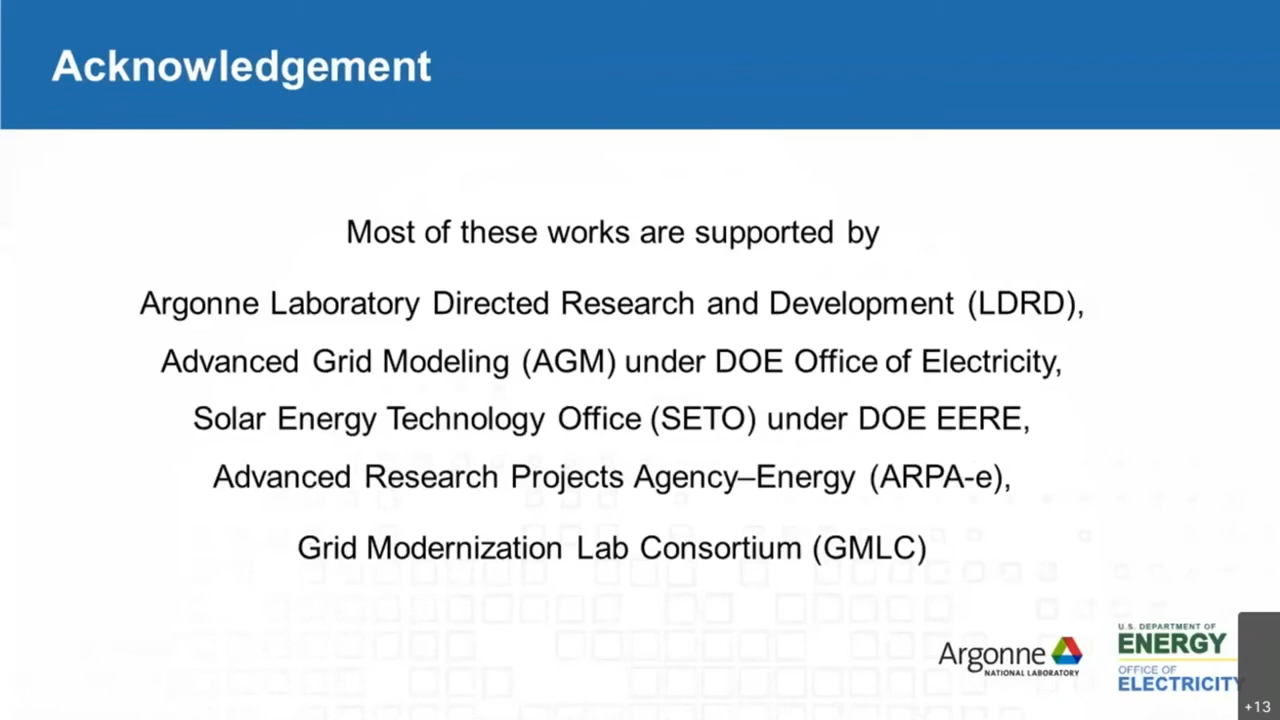 Acknowledgement
Most of these works are supported by
Argonne Laboratory Directed Research and Development (LDRD),
Advanced Grid Modeling (AGM) under DOE Office of Electricity,
Solar Energy Technology Office (SETO) under DOE EERE,
Advanced Research Projects Agency–Energy (ARPA-e),
Grid Modernization Lab Consortium (GMLC)
Argonne
NATIONAL LABORATORY
U.S. DEPARTMENT OF
ENERGY
OFFICE OF
ELECTRICITY
+13